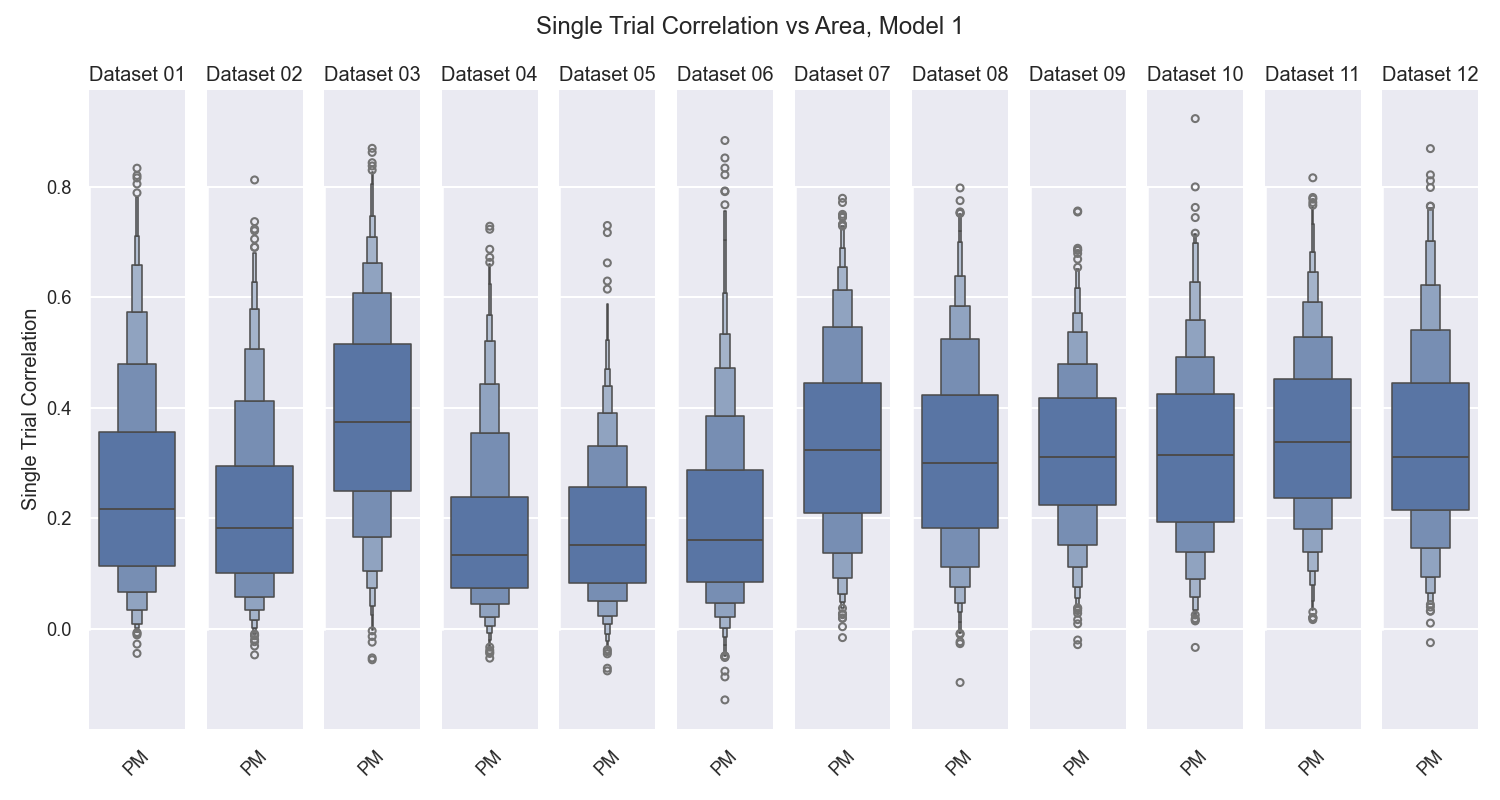 Single Trial Correlation vs Area, Model 1
Dataset 01 Dataset 02 Dataset 03 Dataset 04 Dataset 05 Dataset 06 Dataset 07 Dataset 08 Dataset 09 Dataset 10 Dataset 11 Dataset 12
Single Trial Correlation
0.8
0.6
0.4
0.2
0.0
PM PM PM PM PM PM PM PM PM PM PM PM